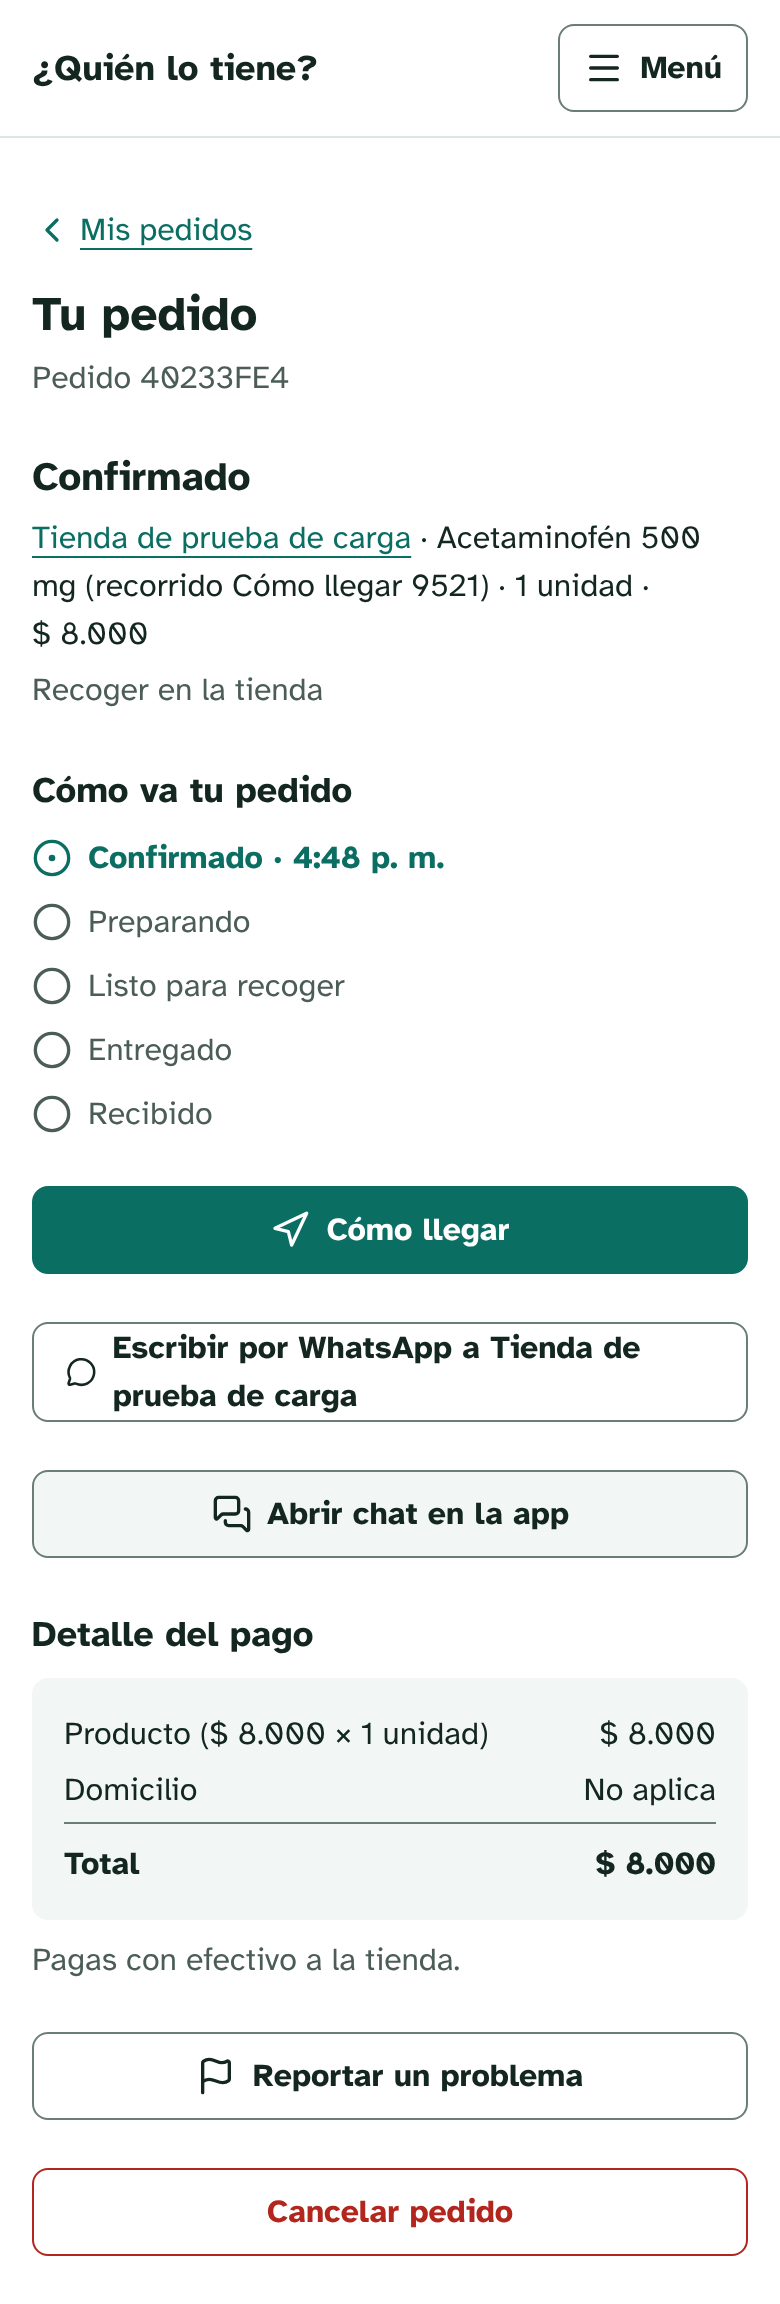 ¿Quién lo tiene?
Menú
Mis pedidos
Tu pedido
Pedido 40233FE4
Confirmado
Tienda de prueba de carga · Acetaminofén 500
mg (recorrido Cómo llegar 9521) · 1 unidad ·
$ 8.000
Recoger en la tienda
Cómo va tu pedido
Confirmado · 4:48 p. m.
Preparando
Listo para recoger
Entregado
Recibido
Cómo llegar
Escribir por WhatsApp a Tienda de
prueba de carga
Abrir chat en la app
Detalle del pago
Producto ($ 8.000 × 1 unidad) $ 8.000
Domicilio No aplica
Total $ 8.000
Pagas con efectivo a la tienda.
Reportar un problema
Cancelar pedido